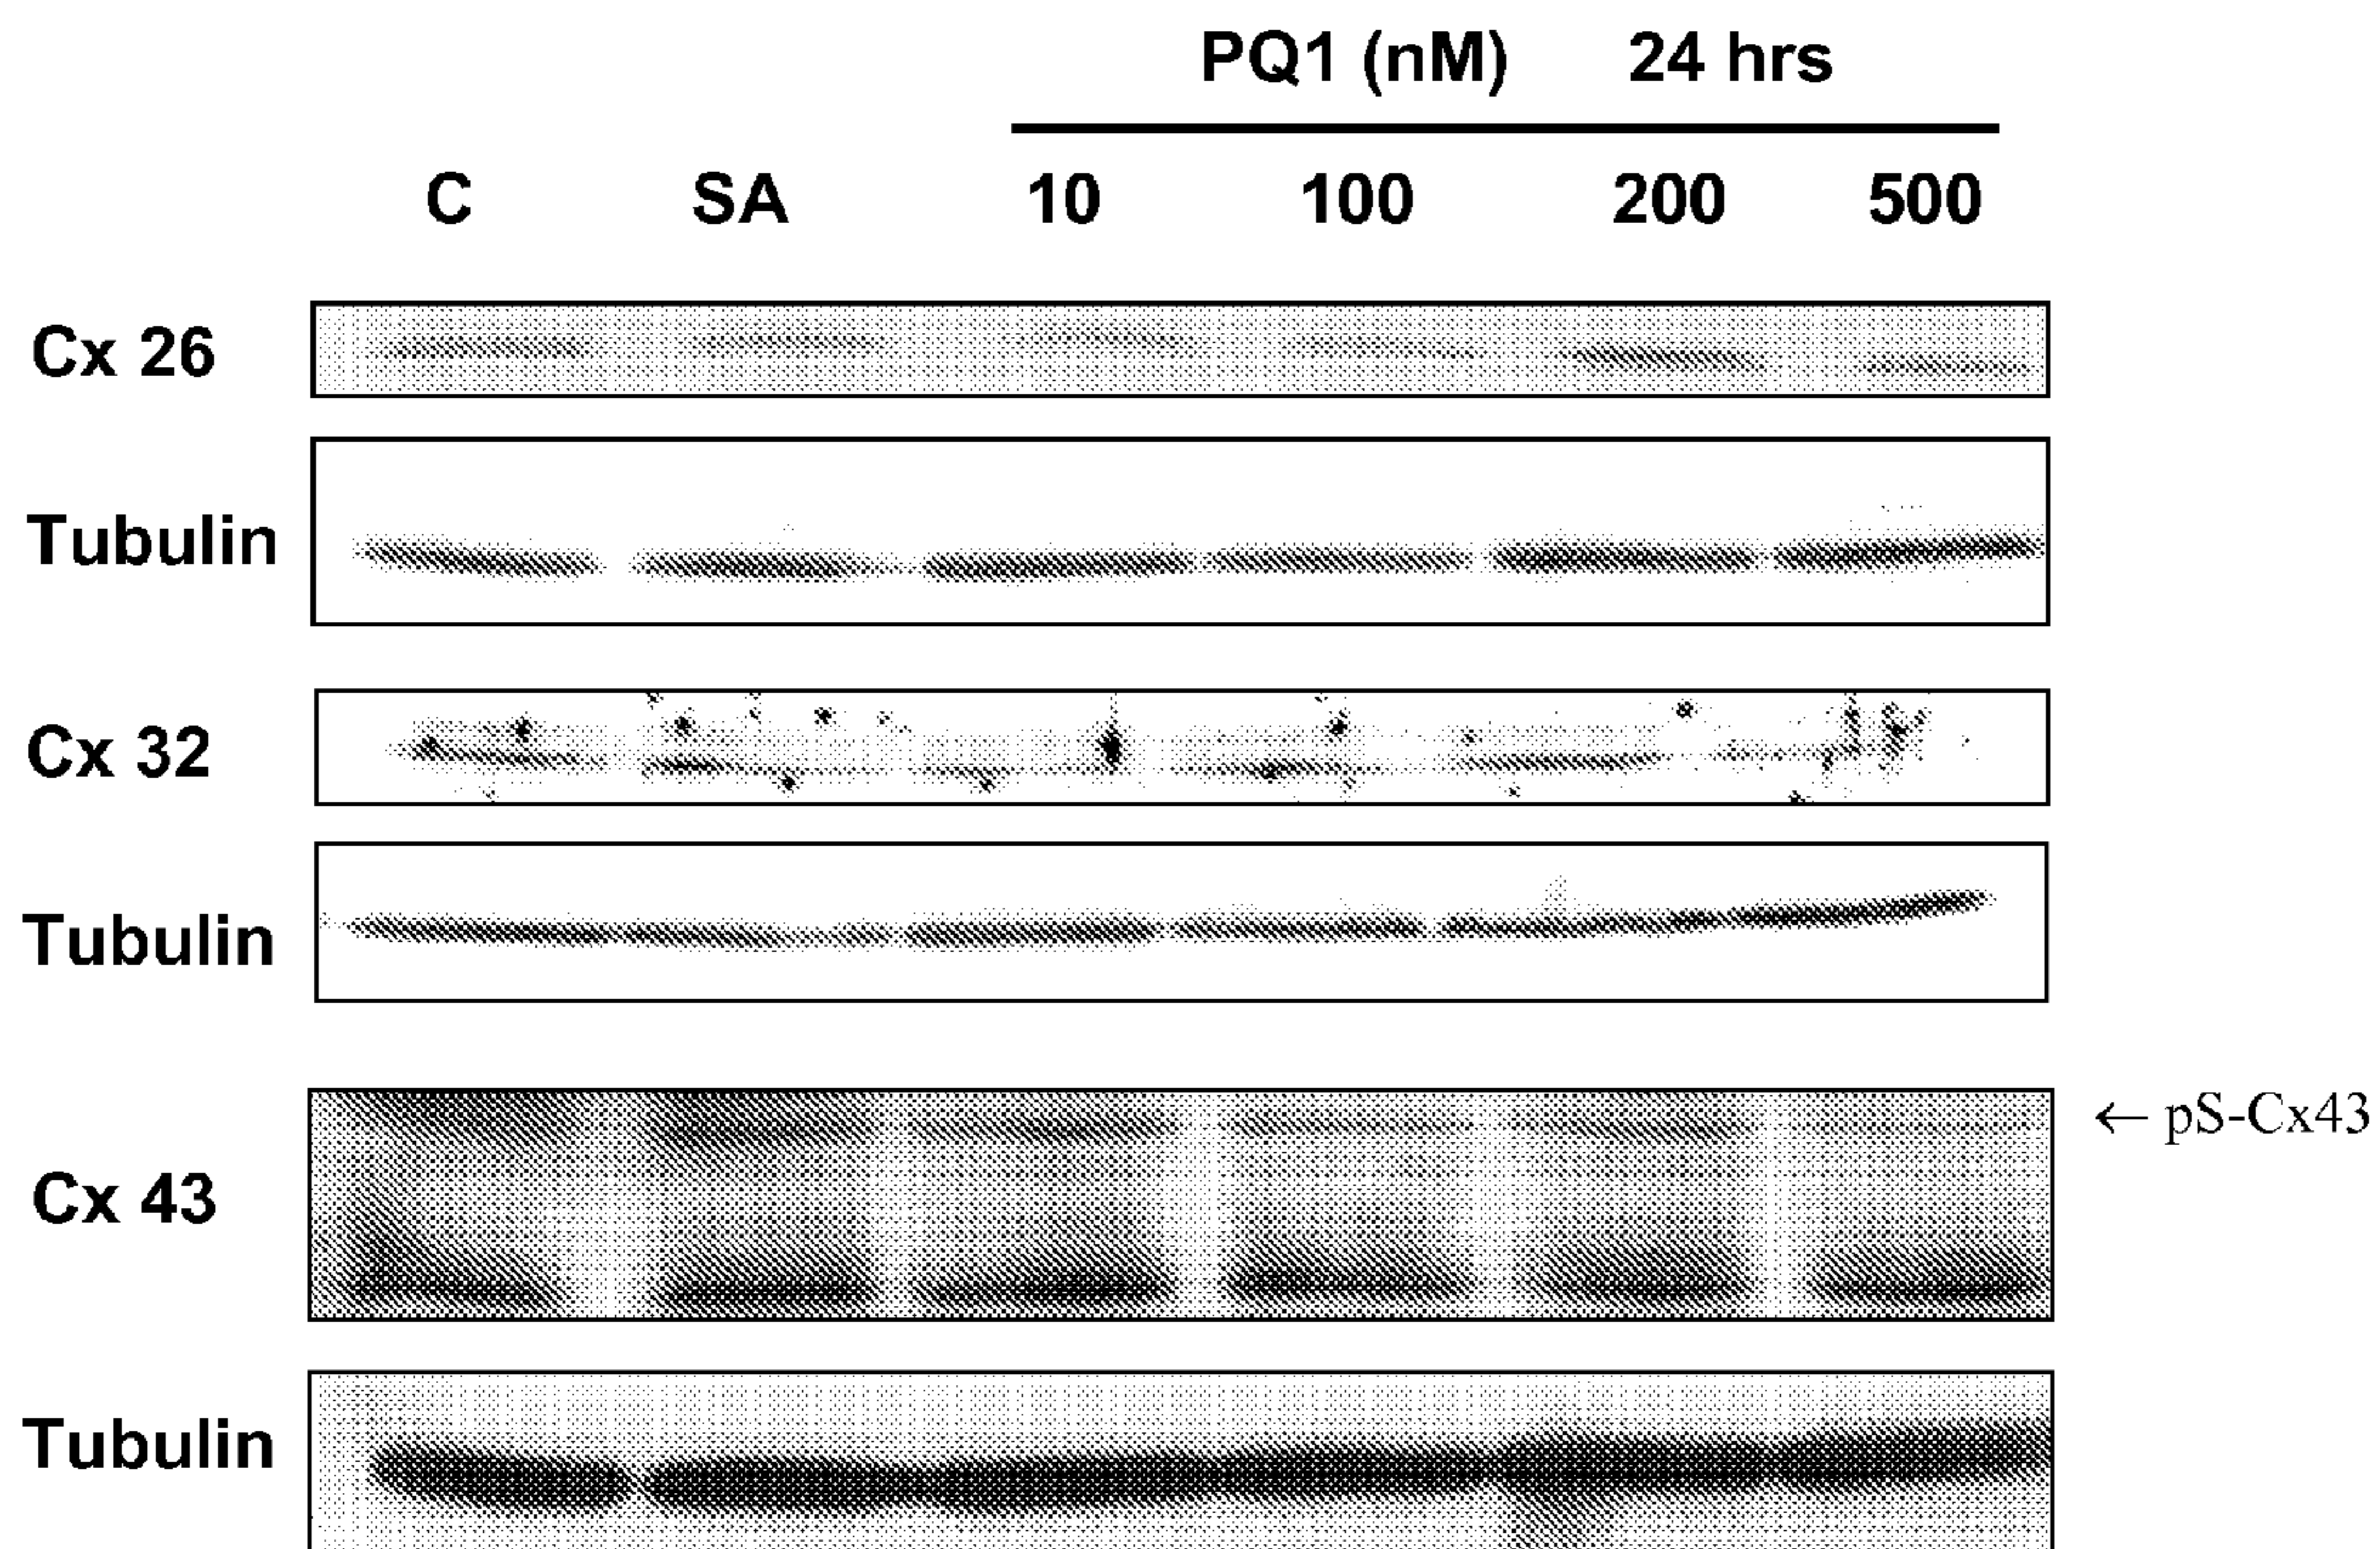 PQ1 (nM) 24 hrs
C SA 10 100 200 500
Cx 26
Tubulin
Cx 32
Tubulin
← pS-Cx43
Cx 43
Tubulin